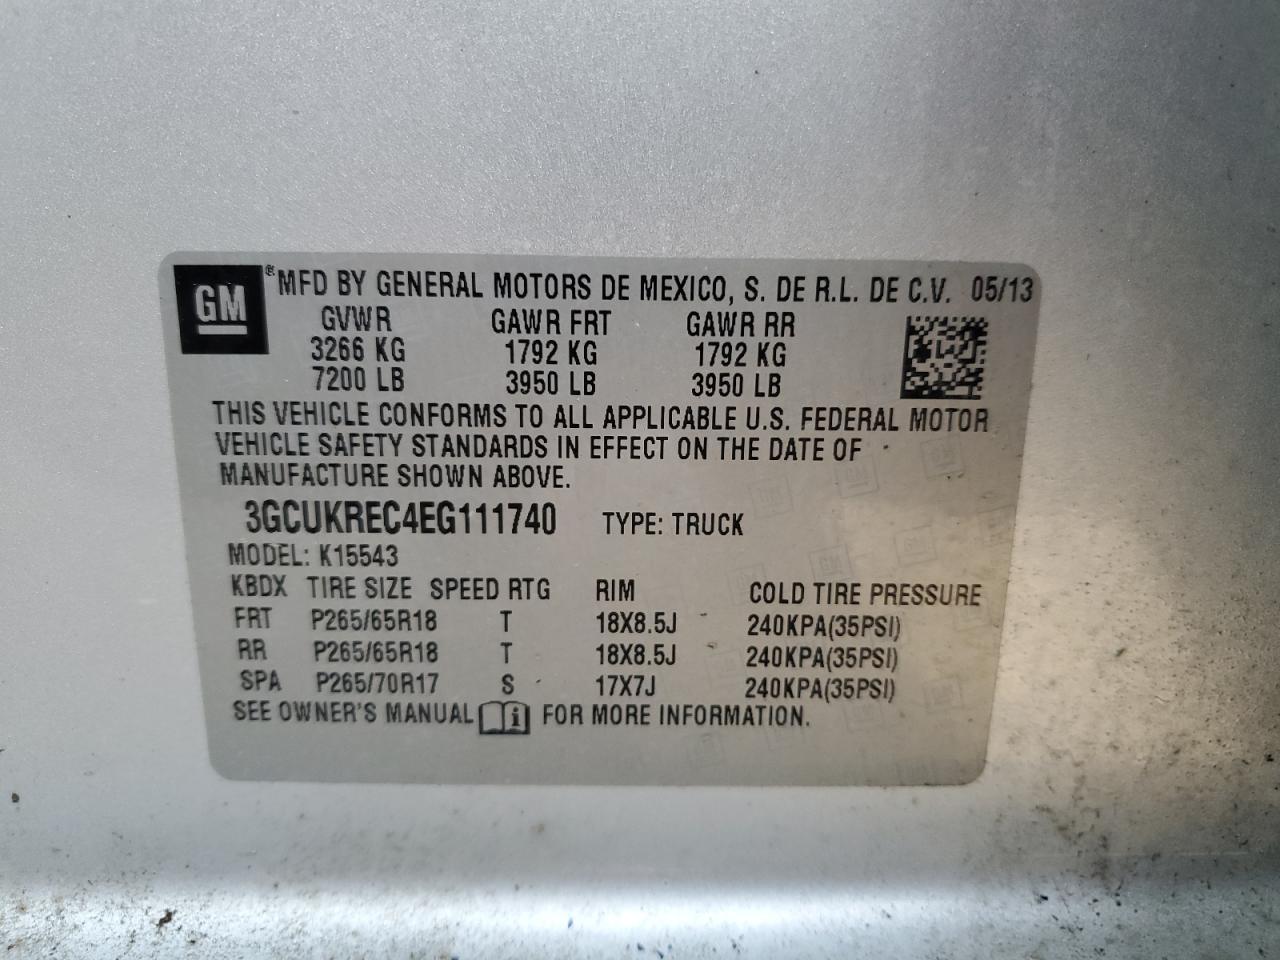 GM ® MFD BY GENERAL MOTORS DE MEXICO, S. DE R.L. DE C.V. 05/13
GVWR GAWR FRT GAWR RR
3266 KG 1792 KG 1792 KG
7200 LB 3950 LB 3950 LB
THIS VEHICLE CONFORMS TO ALL APPLICABLE U.S. FEDERAL MOTOR
VEHICLE SAFETY STANDARDS IN EFFECT ON THE DATE OF
MANUFACTURE SHOWN ABOVE.
3GCUKREC4EG111740 TYPE: TRUCK
MODEL: K15543
KBDX TIRE SIZE SPEED RTG RIM COLD TIRE PRESSURE
FRT P265/65R18 T 18X8.5J 240KPA(35PSI)
RR P265/65R18 T 18X8.5J 240KPA(35PSI)
SPA P265/70R17 S 17X7J 240KPA(35PSI)
SEE OWNER'S MANUAL i FOR MORE INFORMATION.